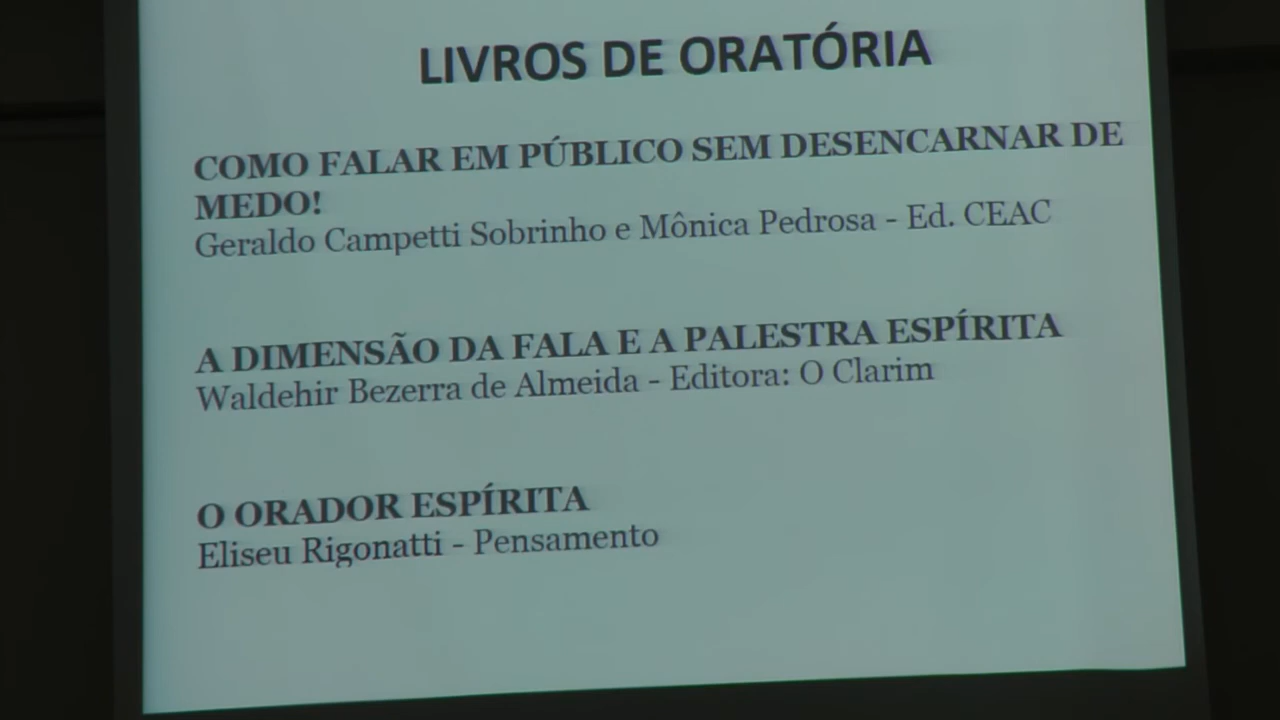 LIVROS DE ORATÓRIA
COMO FALAR EM PÚBLICO SEM DESENCARNAR DE
MEDO!
Geraldo Campetti Sobrinho e Mônica Pedrosa - Ed. CEAC
A DIMENSÃO DA FALA E A PALESTRA ESPÍRITA
Waldehir Bezerra de Almeida - Editora: O Clarim
O ORADOR ESPÍRITA
Eliseu Rigonatti - Pensamento